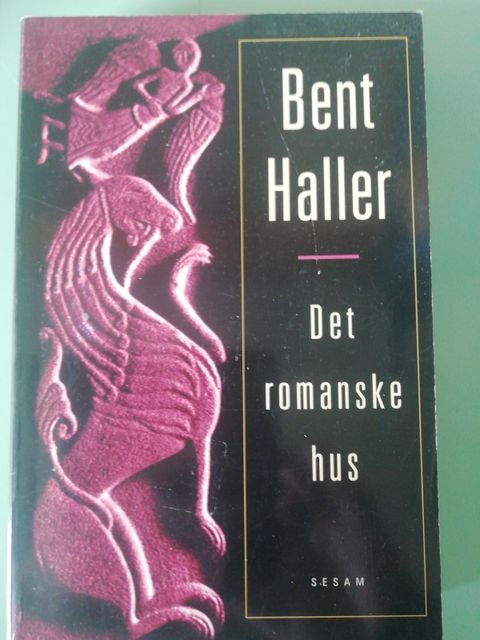 Bent
Haller
Det
romanske
hus
SESAM